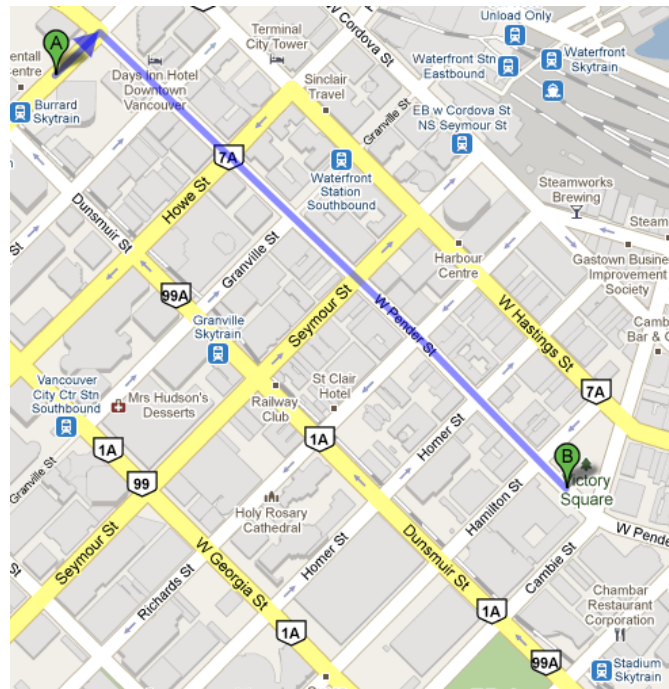 A
entall
Centre
Burrard
Skytrain
Days Inn Hotel
Downtown
Vancouver
Terminal
City Tower
W Cordova St
Unload Only
Waterfront Stn
Eastbound
Waterfront
Skytrain
Sinclair
Travel
EB w Cordova St
NS Seymour St
Granville St
7A
Waterfront
Station
Southbound
Howe St
Dunsmuir St
Steamworks
Brewing
Steam
Gastown Busine
Improvement
Society
Harbour
Centre
Granville St
99A
Seymour St
W Pender St
W Hastings St
Granville
Skytrain
Camb
Bar & G
Vancouver
City Ctr Stn
Southbound
Mrs Hudson's
Desserts
Railway
Club
St Clair
Hotel
7A
1A
1A
Homer St
B
Victory
Square
99
Granville St
Holy Rosary
Cathedral
Hamilton St
W Pende
Seymour St
W Georgia St
Homer St
Dunsmuir St
Cambie St
Richards St
Chambar
Restaurant
Corporation
1A
1A
99A
Stadium
Skytrain